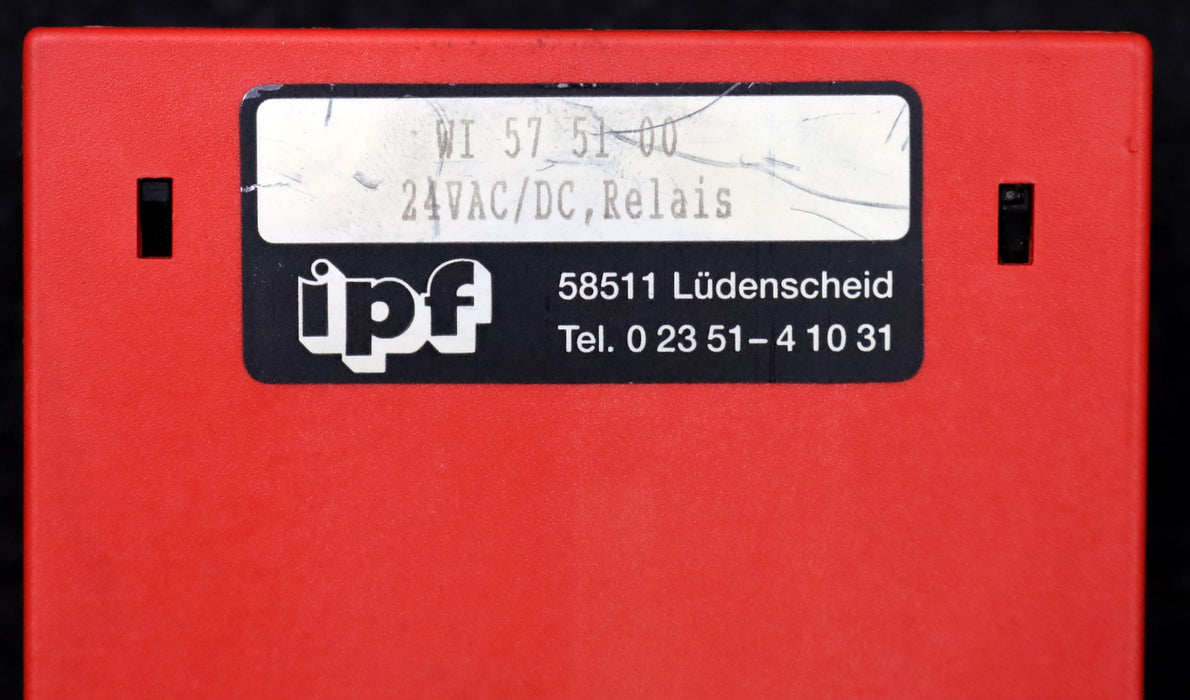 WI 57 51 00
24VAC/DC,Relais
ipf
58511 Lüdenscheid
Tel. 0 23 51–4 10 31